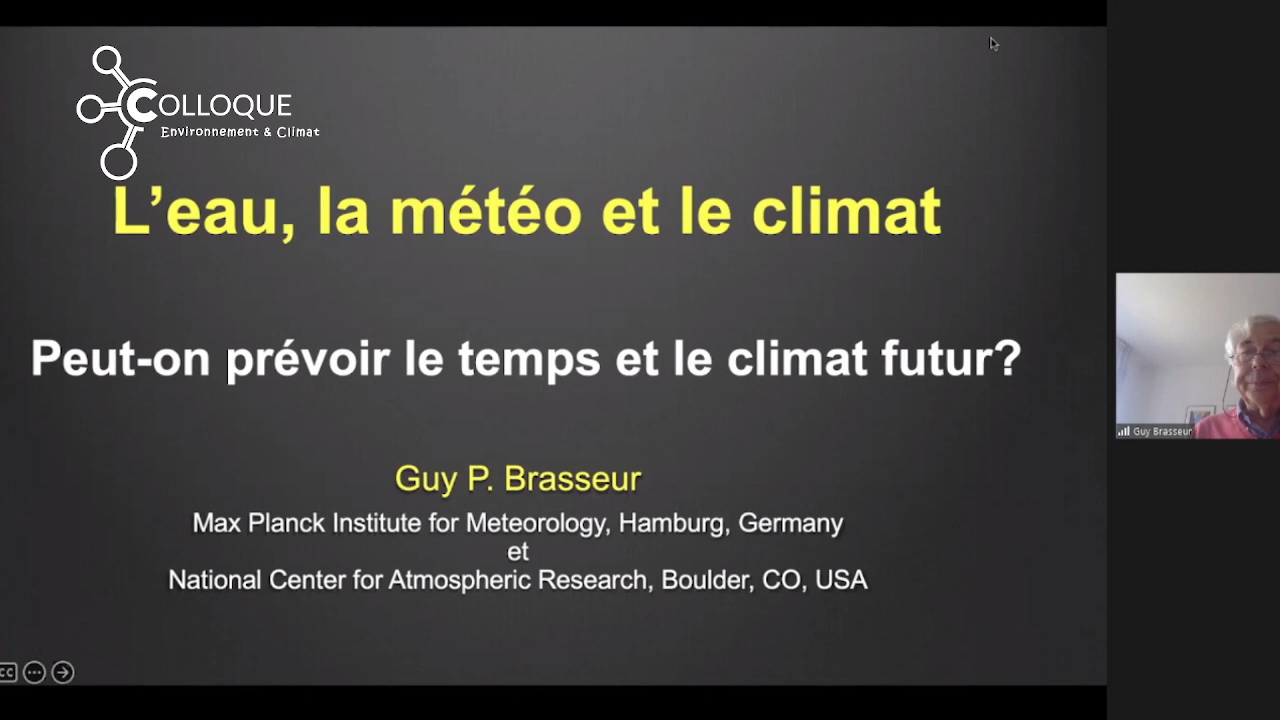 COLLOQUE
Environnement & Climat
L’eau, la météo et le climat
Peut-on prévoir le temps et le climat futur?
Guy P. Brasseur
Max Planck Institute for Meteorology, Hamburg, Germany
et
National Center for Atmospheric Research, Boulder, CO, USA
Guy Brasseur
CC